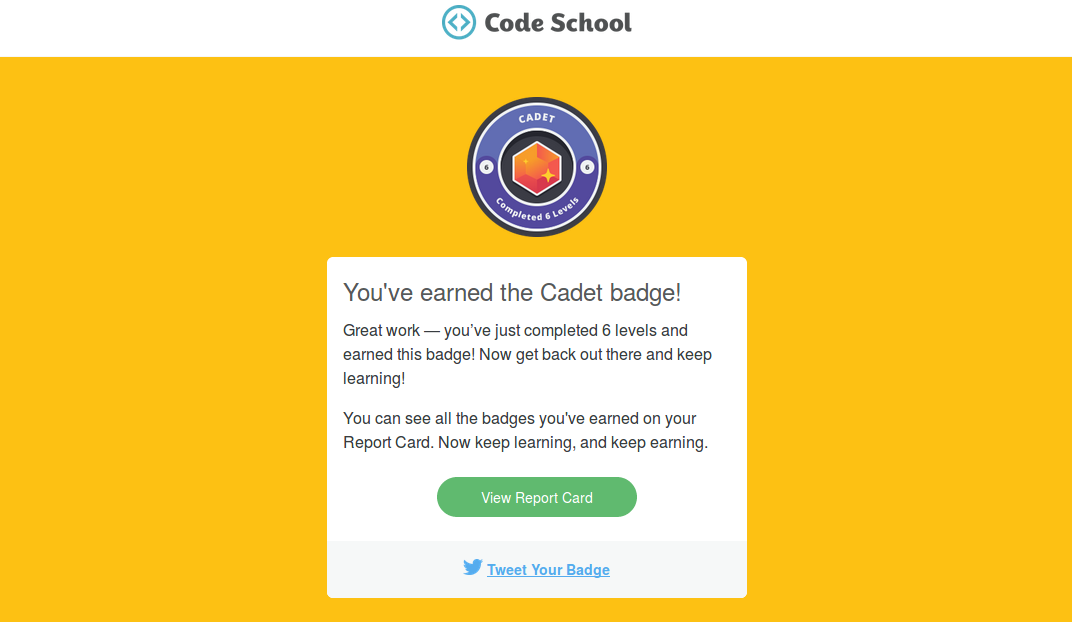 Code School
CADET
6 6
Completed 6 Levels
You've earned the Cadet badge!
Great work — you’ve just completed 6 levels and
earned this badge! Now get back out there and keep
learning!
You can see all the badges you've earned on your
Report Card. Now keep learning, and keep earning.
View Report Card
Tweet Your Badge